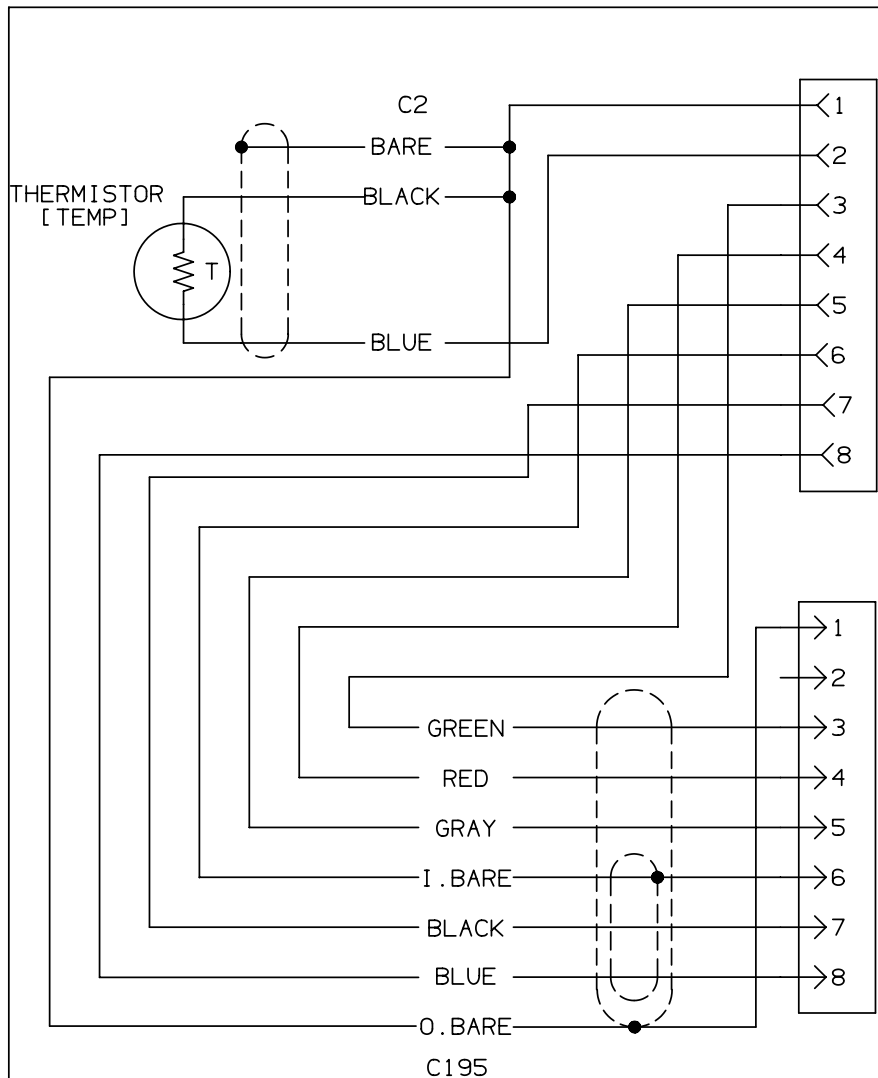 C2
1
BARE
2
THERMISTOR
[TEMP]
BLACK
3
4
T
5
BLUE
6
7
8
1
2
GREEN
3
RED
4
GRAY
5
I.BARE
6
BLACK
7
BLUE
8
O.BARE
C195